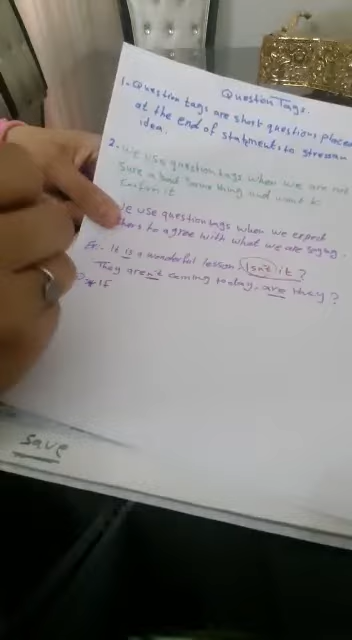 Question Tags.
1. Question tags are short questions placed
at the end of statements to
idea.
2. We use question tags when we are not
sure about something and want to
it
We use question tags when we expect
others to agree with what we are saying.
Ex. It is a wonderful lesson, isn't it?
They aren't coming today, are they?
If
save